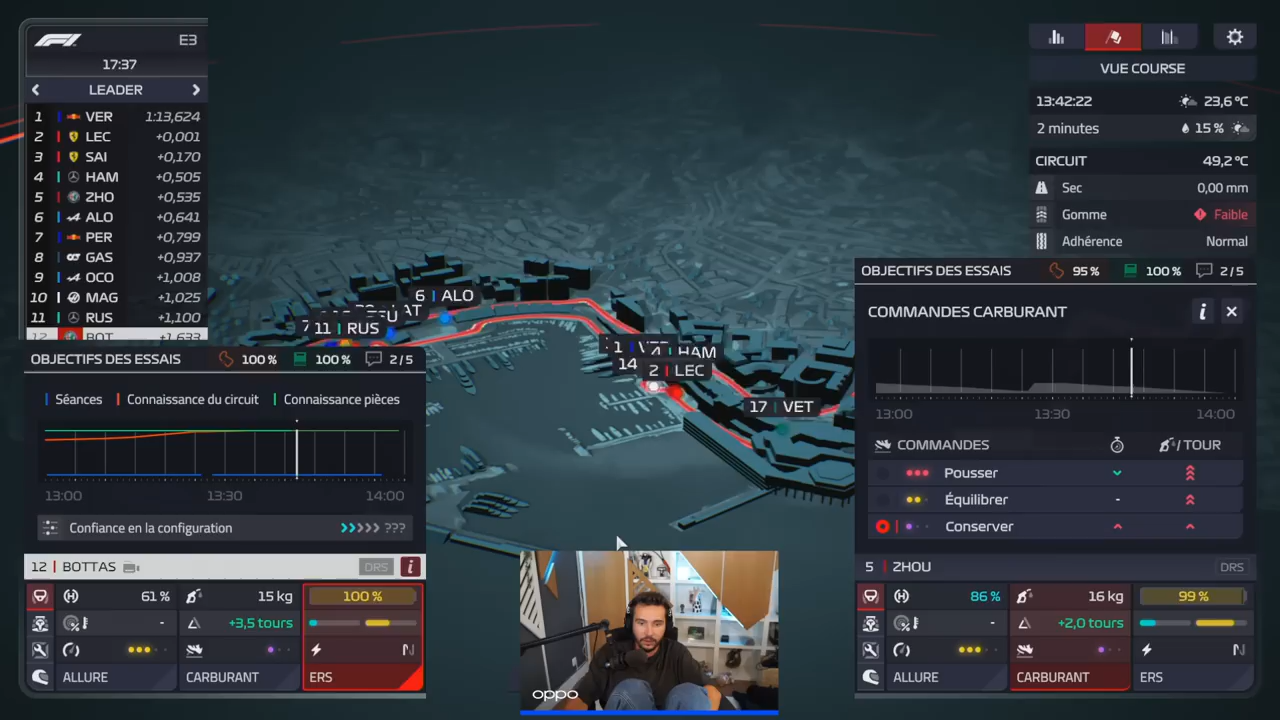 F1 E3
17:37
LEADER
1 VER 1:13,624
2 LEC +0,001
3 SAI +0,170
4 HAM +0,505
5 ZHO +0,535
6 ALO +0,641
7 PER +0,799
8 GAS +0,937
9 OCO +1,008
10 MAG +1,025
11 RUS +1,100
12 BOT +1,633
OBJECTIFS DES ESSAIS 100 % 100 % 2/5
Séances Connaissance du circuit Connaissance pièces
13:00 13:30 14:00
Confiance en la configuration ???
12 BOTTAS DRS i
61 % 15 kg 100 %
- +3,5 tours
N
ALLURE CARBURANT ERS
6 ALO
11 RUS
HAM
14
2 LEC
17 VET
oppo
VUE COURSE
13:42:22 23,6 °C
2 minutes 15 %
CIRCUIT 49,2 °C
Sec 0,00 mm
Gomme Faible
Adhérence Normal
OBJECTIFS DES ESSAIS 95 % 100 % 2/5
COMMANDES CARBURANT i
13:00 13:30 14:00
COMMANDES / TOUR
Pousser
Équilibrer -
Conserver
5 ZHOU DRS
86 % 16 kg 99 %
- +2,0 tours
N
ALLURE CARBURANT ERS